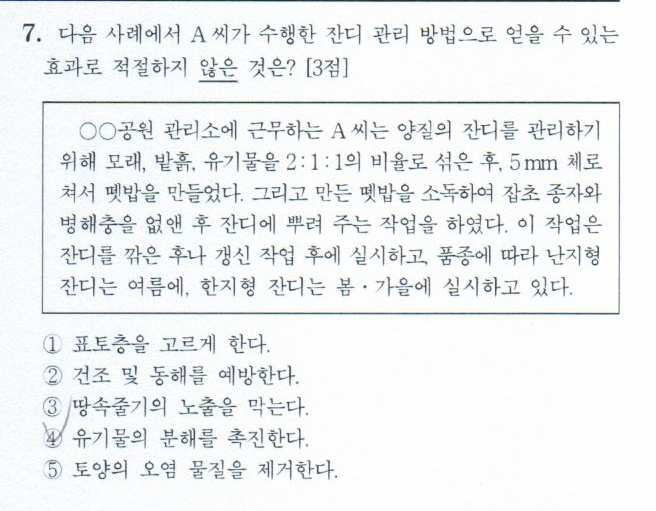 7. 다음 사례에서 A 씨가 수행한 잔디 관리 방법으로 얻을 수 있는
효과로 적절하지 않은 것은? [3점]
○○공원 관리소에 근무하는 A 씨는 양질의 잔디를 관리하기
위해 모래, 밭흙, 유기물을 2:1:1의 비율로 섞은 후, 5mm 체로
쳐서 뗏밥을 만들었다. 그리고 만든 뗏밥을 소독하여 잡초 종자와
병해충을 없앤 후 잔디에 뿌려 주는 작업을 하였다. 이 작업은
잔디를 깎은 후나 갱신 작업 후에 실시하고, 품종에 따라 난지형
잔디는 여름에, 한지형 잔디는 봄·가을에 실시하고 있다.
① 표토층을 고르게 한다.
② 건조 및 동해를 예방한다.
③ 땅속줄기의 노출을 막는다.
④ 유기물의 분해를 촉진한다.
⑤ 토양의 오염 물질을 제거한다.